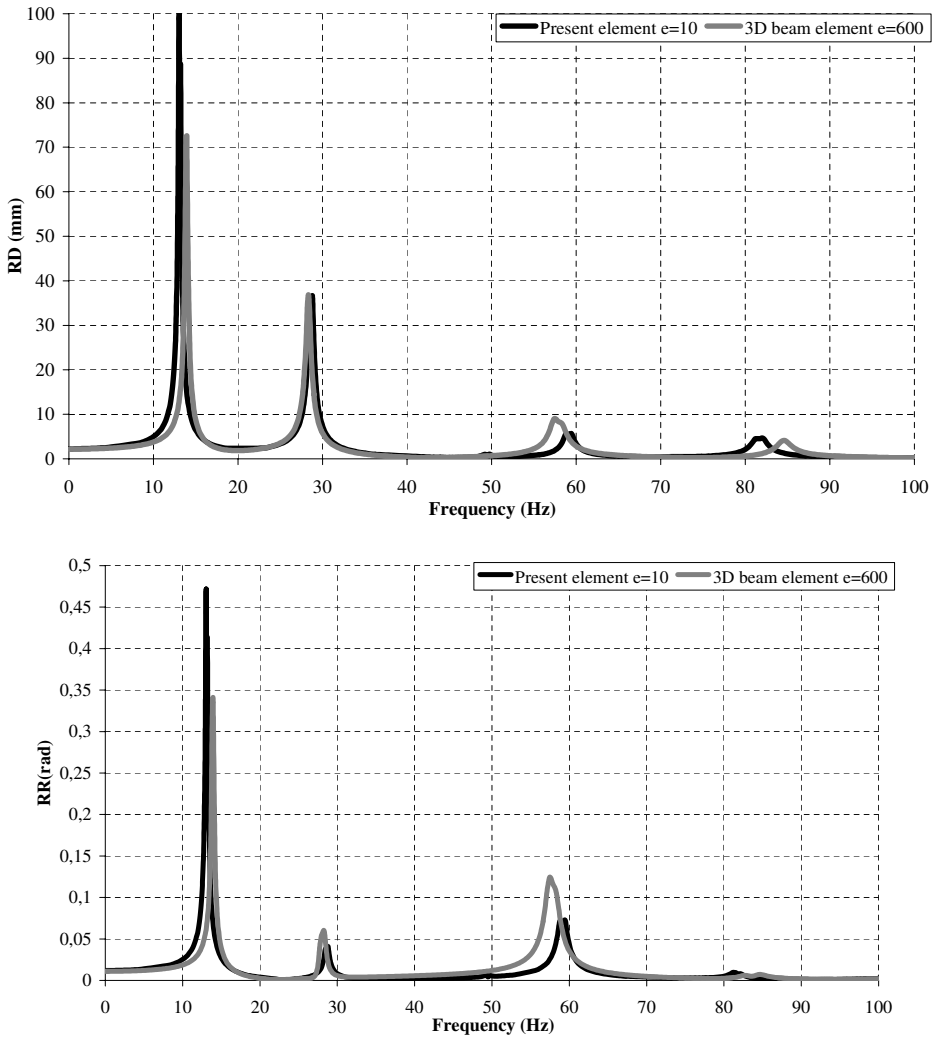 Present element e=10 3D beam element e=600
100
90
80
70
60
50
40
30
20
10
0
RD (mm)
0 10 20 30 40 50 60 70 80 90 100
Frequency (Hz)
Present element e=10 3D beam element e=600
0,5
0,45
0,4
0,35
0,3
0,25
0,2
0,15
0,1
0,05
0
RR(rad)
0 10 20 30 40 50 60 70 80 90 100
Frequency (Hz)